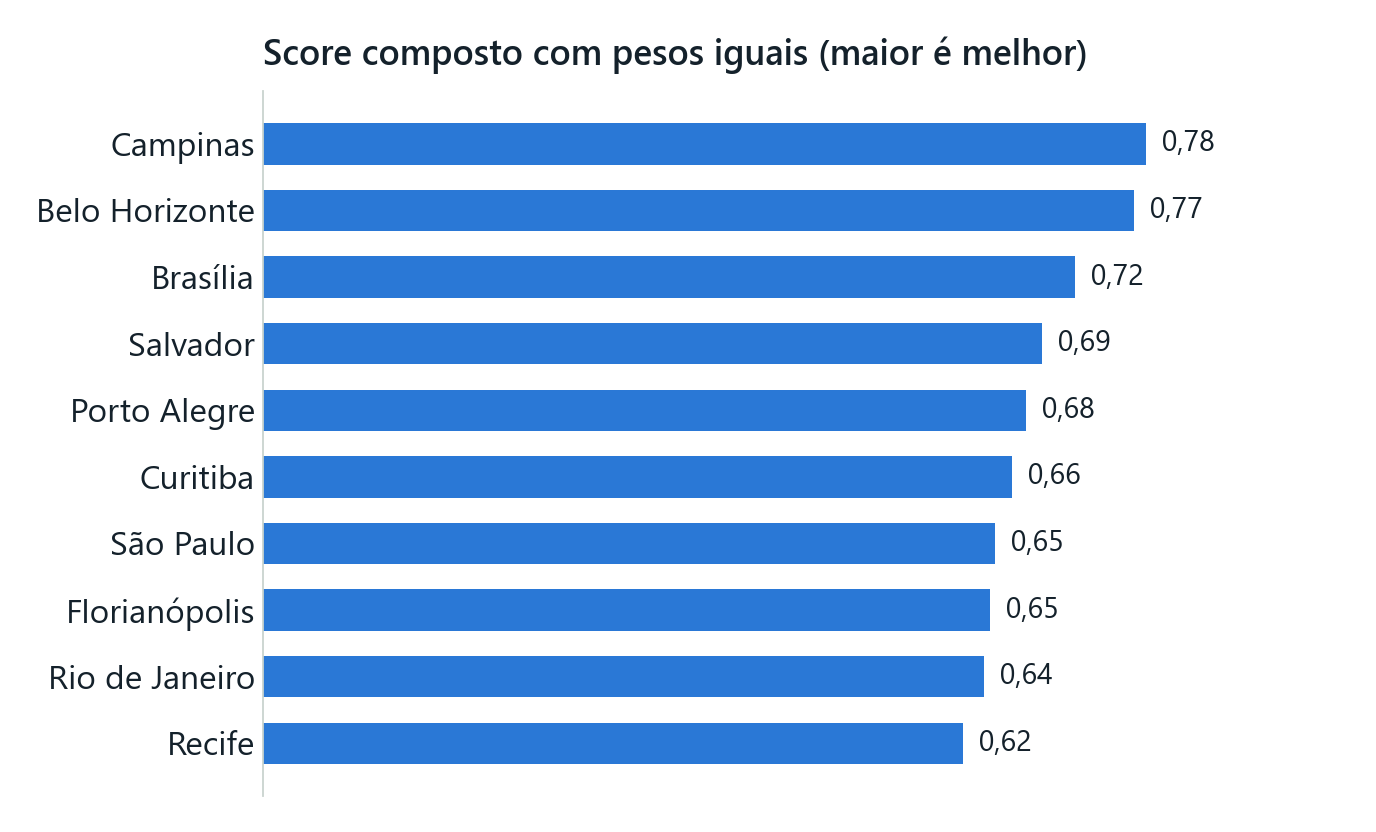 Score composto com pesos iguais (maior é melhor)
Campinas 0,78
Belo Horizonte 0,77
Brasília 0,72
Salvador 0,69
Porto Alegre 0,68
Curitiba 0,66
São Paulo 0,65
Florianópolis 0,65
Rio de Janeiro 0,64
Recife 0,62